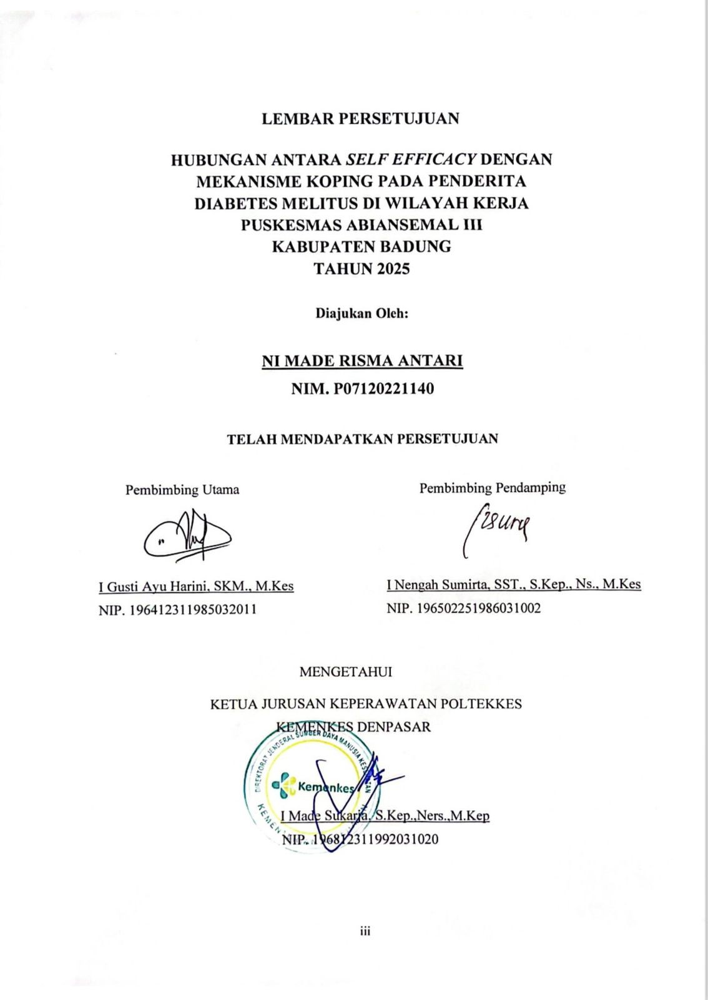 LEMBAR PERSETUJUAN
HUBUNGAN ANTARA SELF EFFICACY DENGAN
MEKANISME KOPING PADA PENDERITA
DIABETES MELITUS DI WILAYAH KERJA
PUSKESMAS ABIANSEMAL III
KABUPATEN BADUNG
TAHUN 2025
Diajukan Oleh:
NI MADE RISMA ANTARI
NIM. P07120221140
TELAH MENDAPATKAN PERSETUJUAN
Pembimbing Utama
Pembimbing Pendamping
I Gusti Ayu Harini, SKM., M.Kes
NIP. 196412311985032011
I Nengah Sumirta, SST., S.Kep., Ns., M.Kes
NIP. 196502251986031002
MENGETAHUI
KETUA JURUSAN KEPERAWATAN POLTEKKES
KEMENKES DENPASAR
DIREKTORAT JENDERAL SUMBER DAYA MANUSIA KESEHATAN
Kemenkes
I Made Sukarja, S.Kep.,Ners.,M.Kep
NIP. 196812311992031020
iii